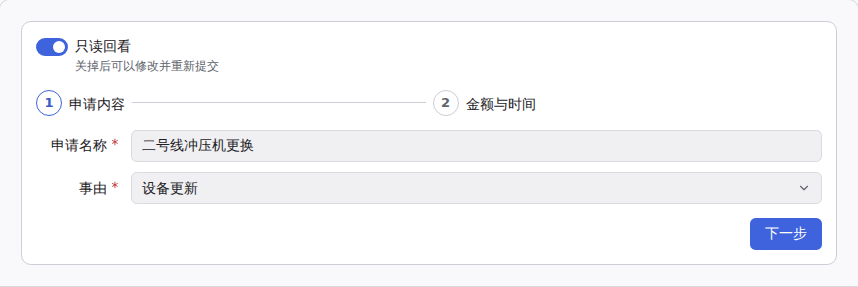 只读回看
关掉后可以修改并重新提交
1 申请内容 2 金额与时间
申请名称 * 二号线冲压机更换
事由 * 设备更新
下一步